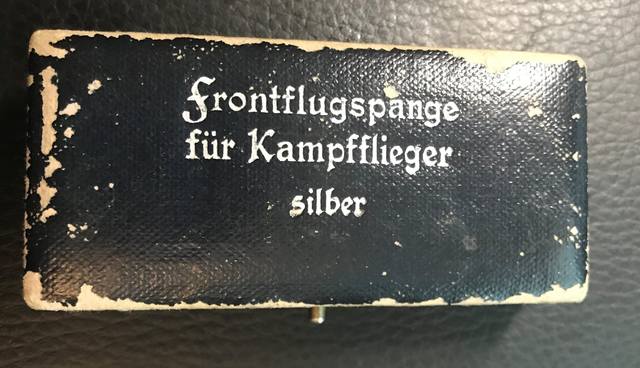 Frontflugspange
für Kampfflieger
silber